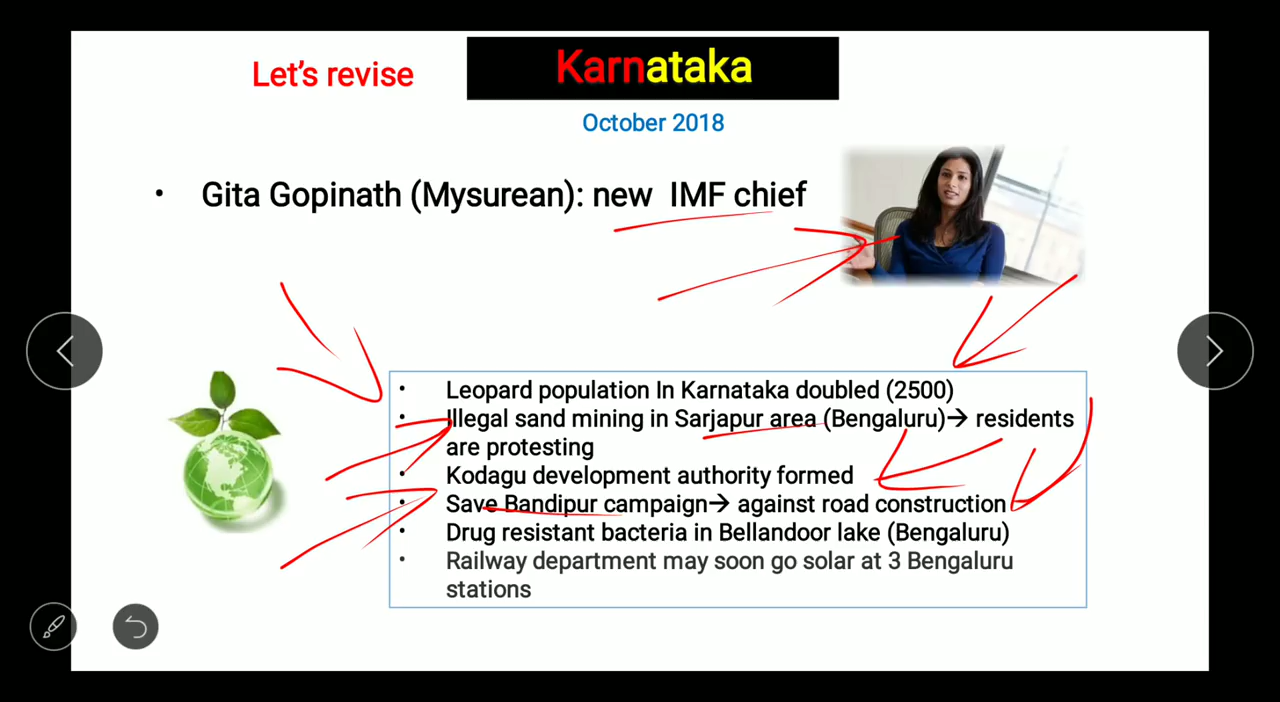 Let's revise
Karnataka
October 2018
• Gita Gopinath (Mysurean): new IMF chief
• Leopard population In Karnataka doubled (2500)
• Illegal sand mining in Sarjapur area (Bengaluru)→ residents
are protesting
• Kodagu development authority formed
• Save Bandipur campaign→ against road construction
• Drug resistant bacteria in Bellandoor lake (Bengaluru)
• Railway department may soon go solar at 3 Bengaluru
stations